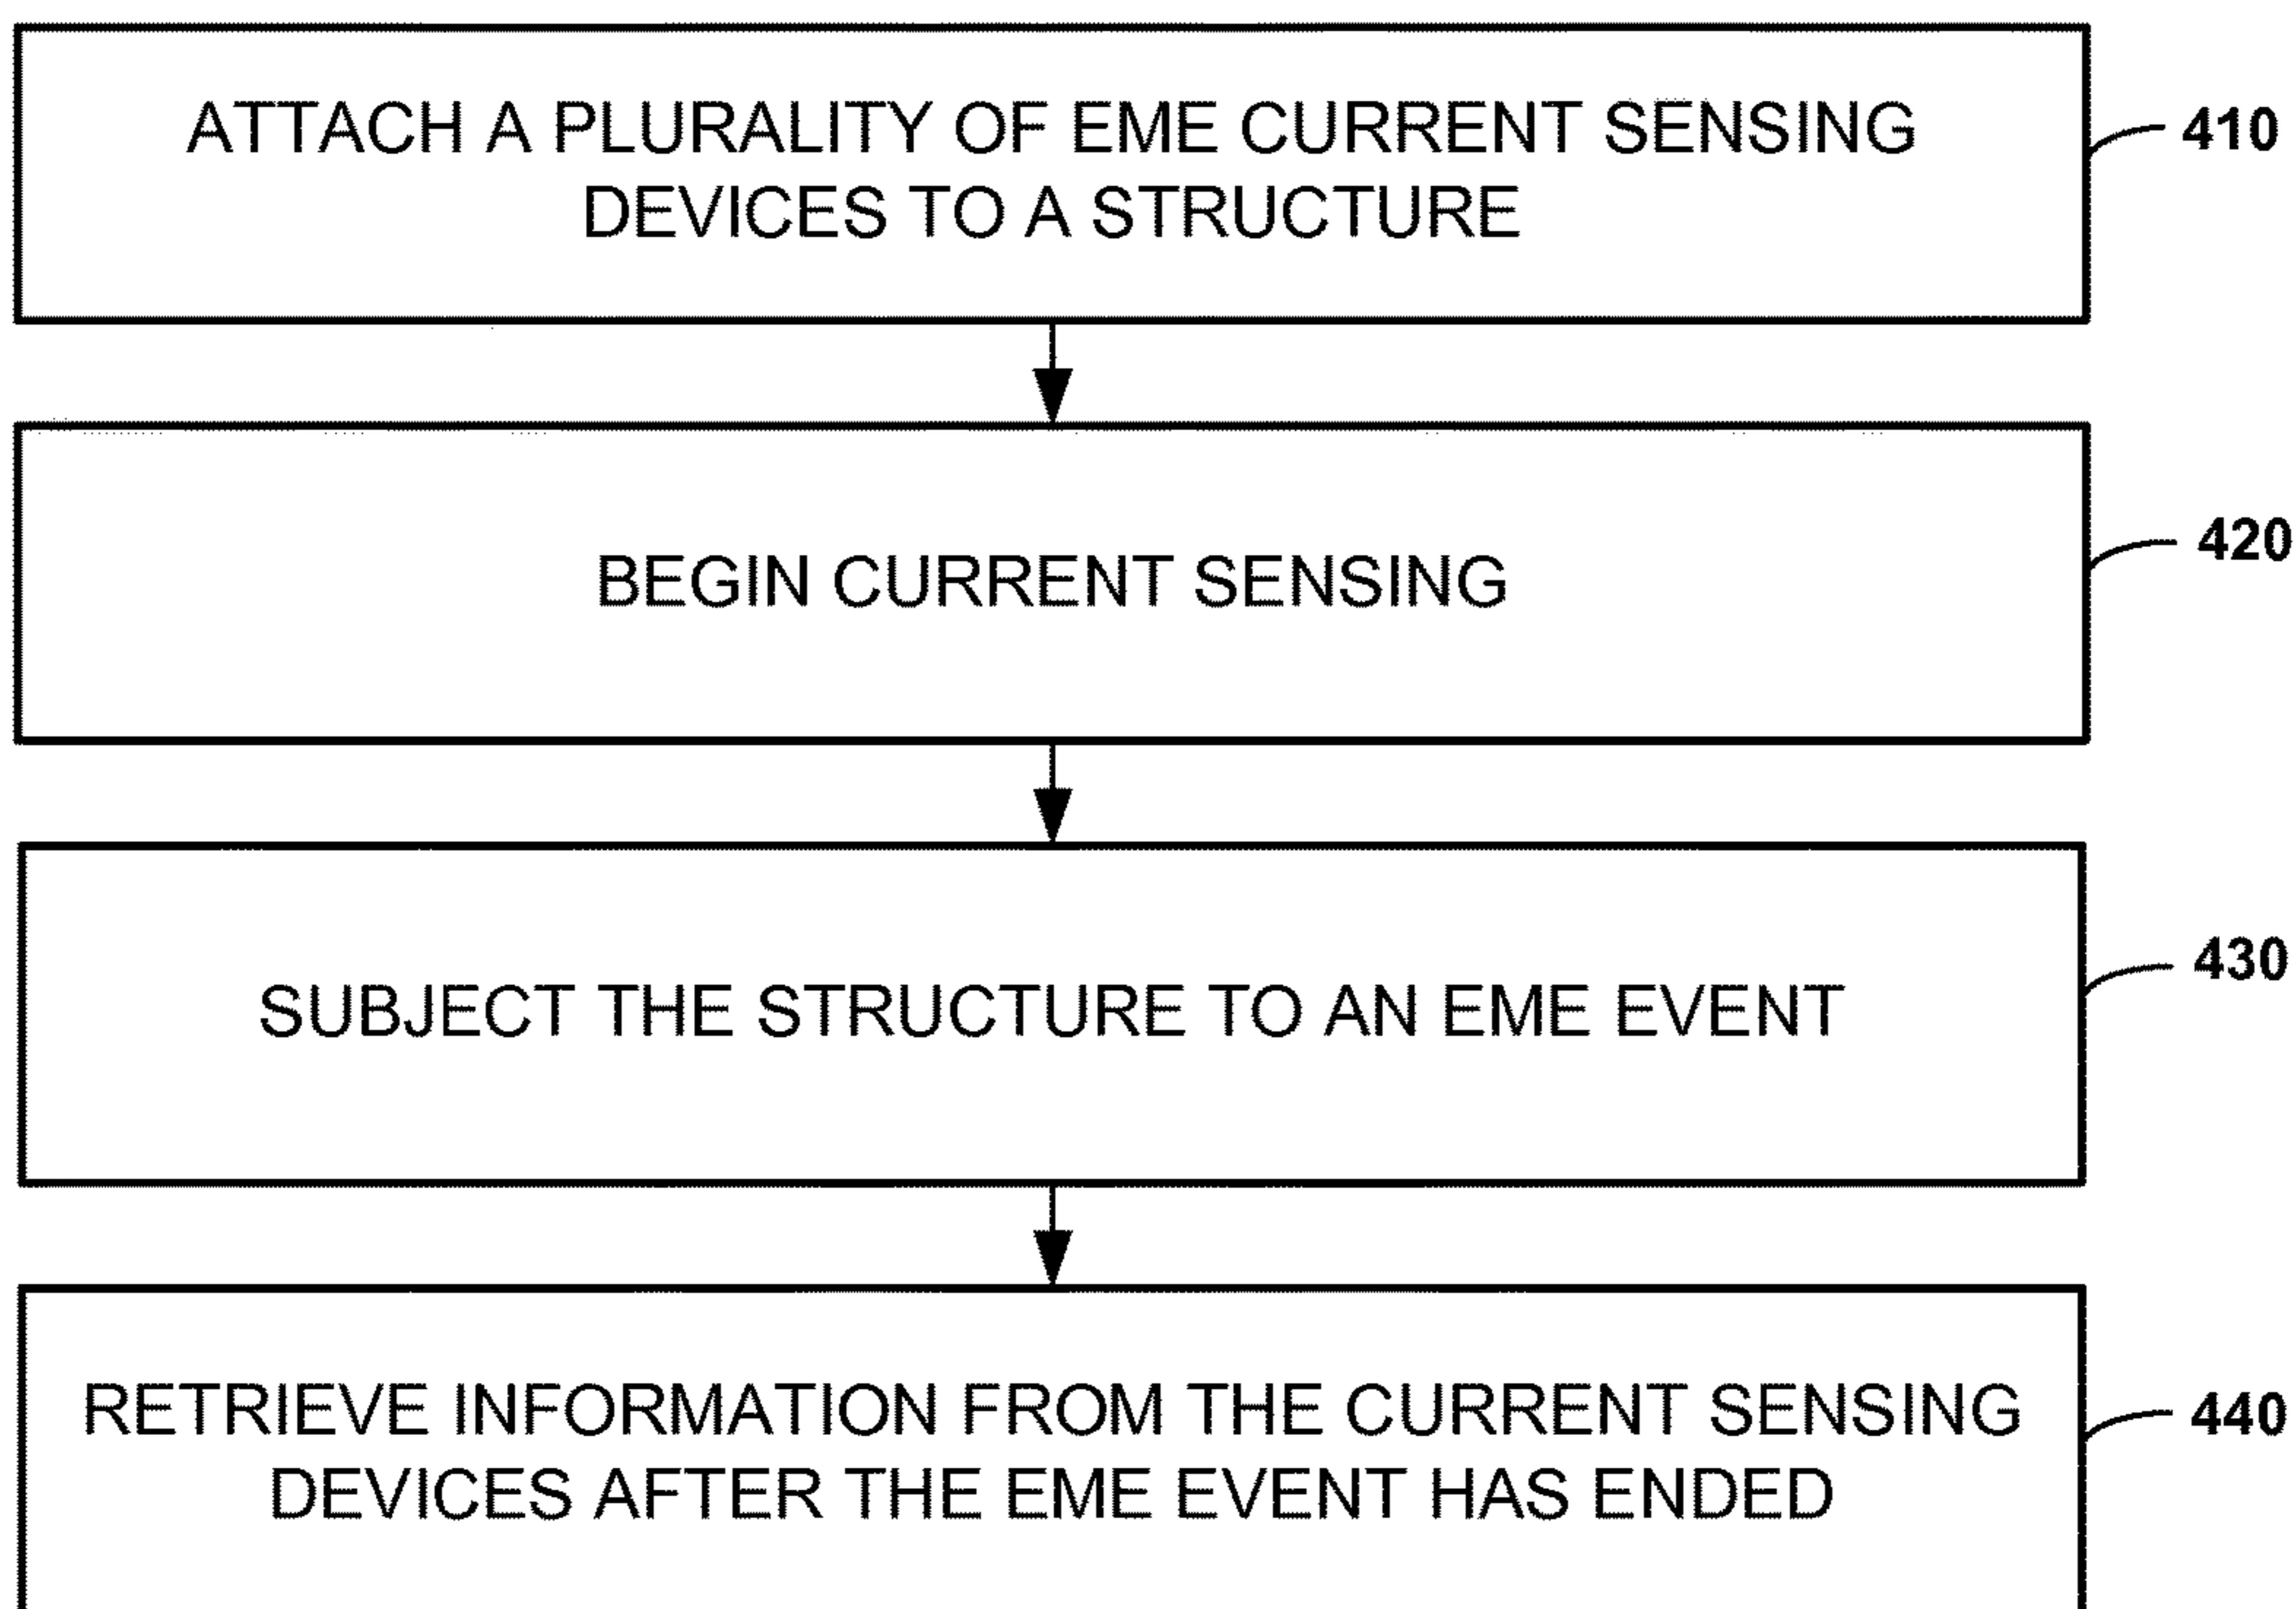 ATTACH A PLURALITY OF EME CURRENT SENSING
DEVICES TO A STRUCTURE
410
BEGIN CURRENT SENSING
420
SUBJECT THE STRUCTURE TO AN EME EVENT
430
RETRIEVE INFORMATION FROM THE CURRENT SENSING
DEVICES AFTER THE EME EVENT HAS ENDED
440